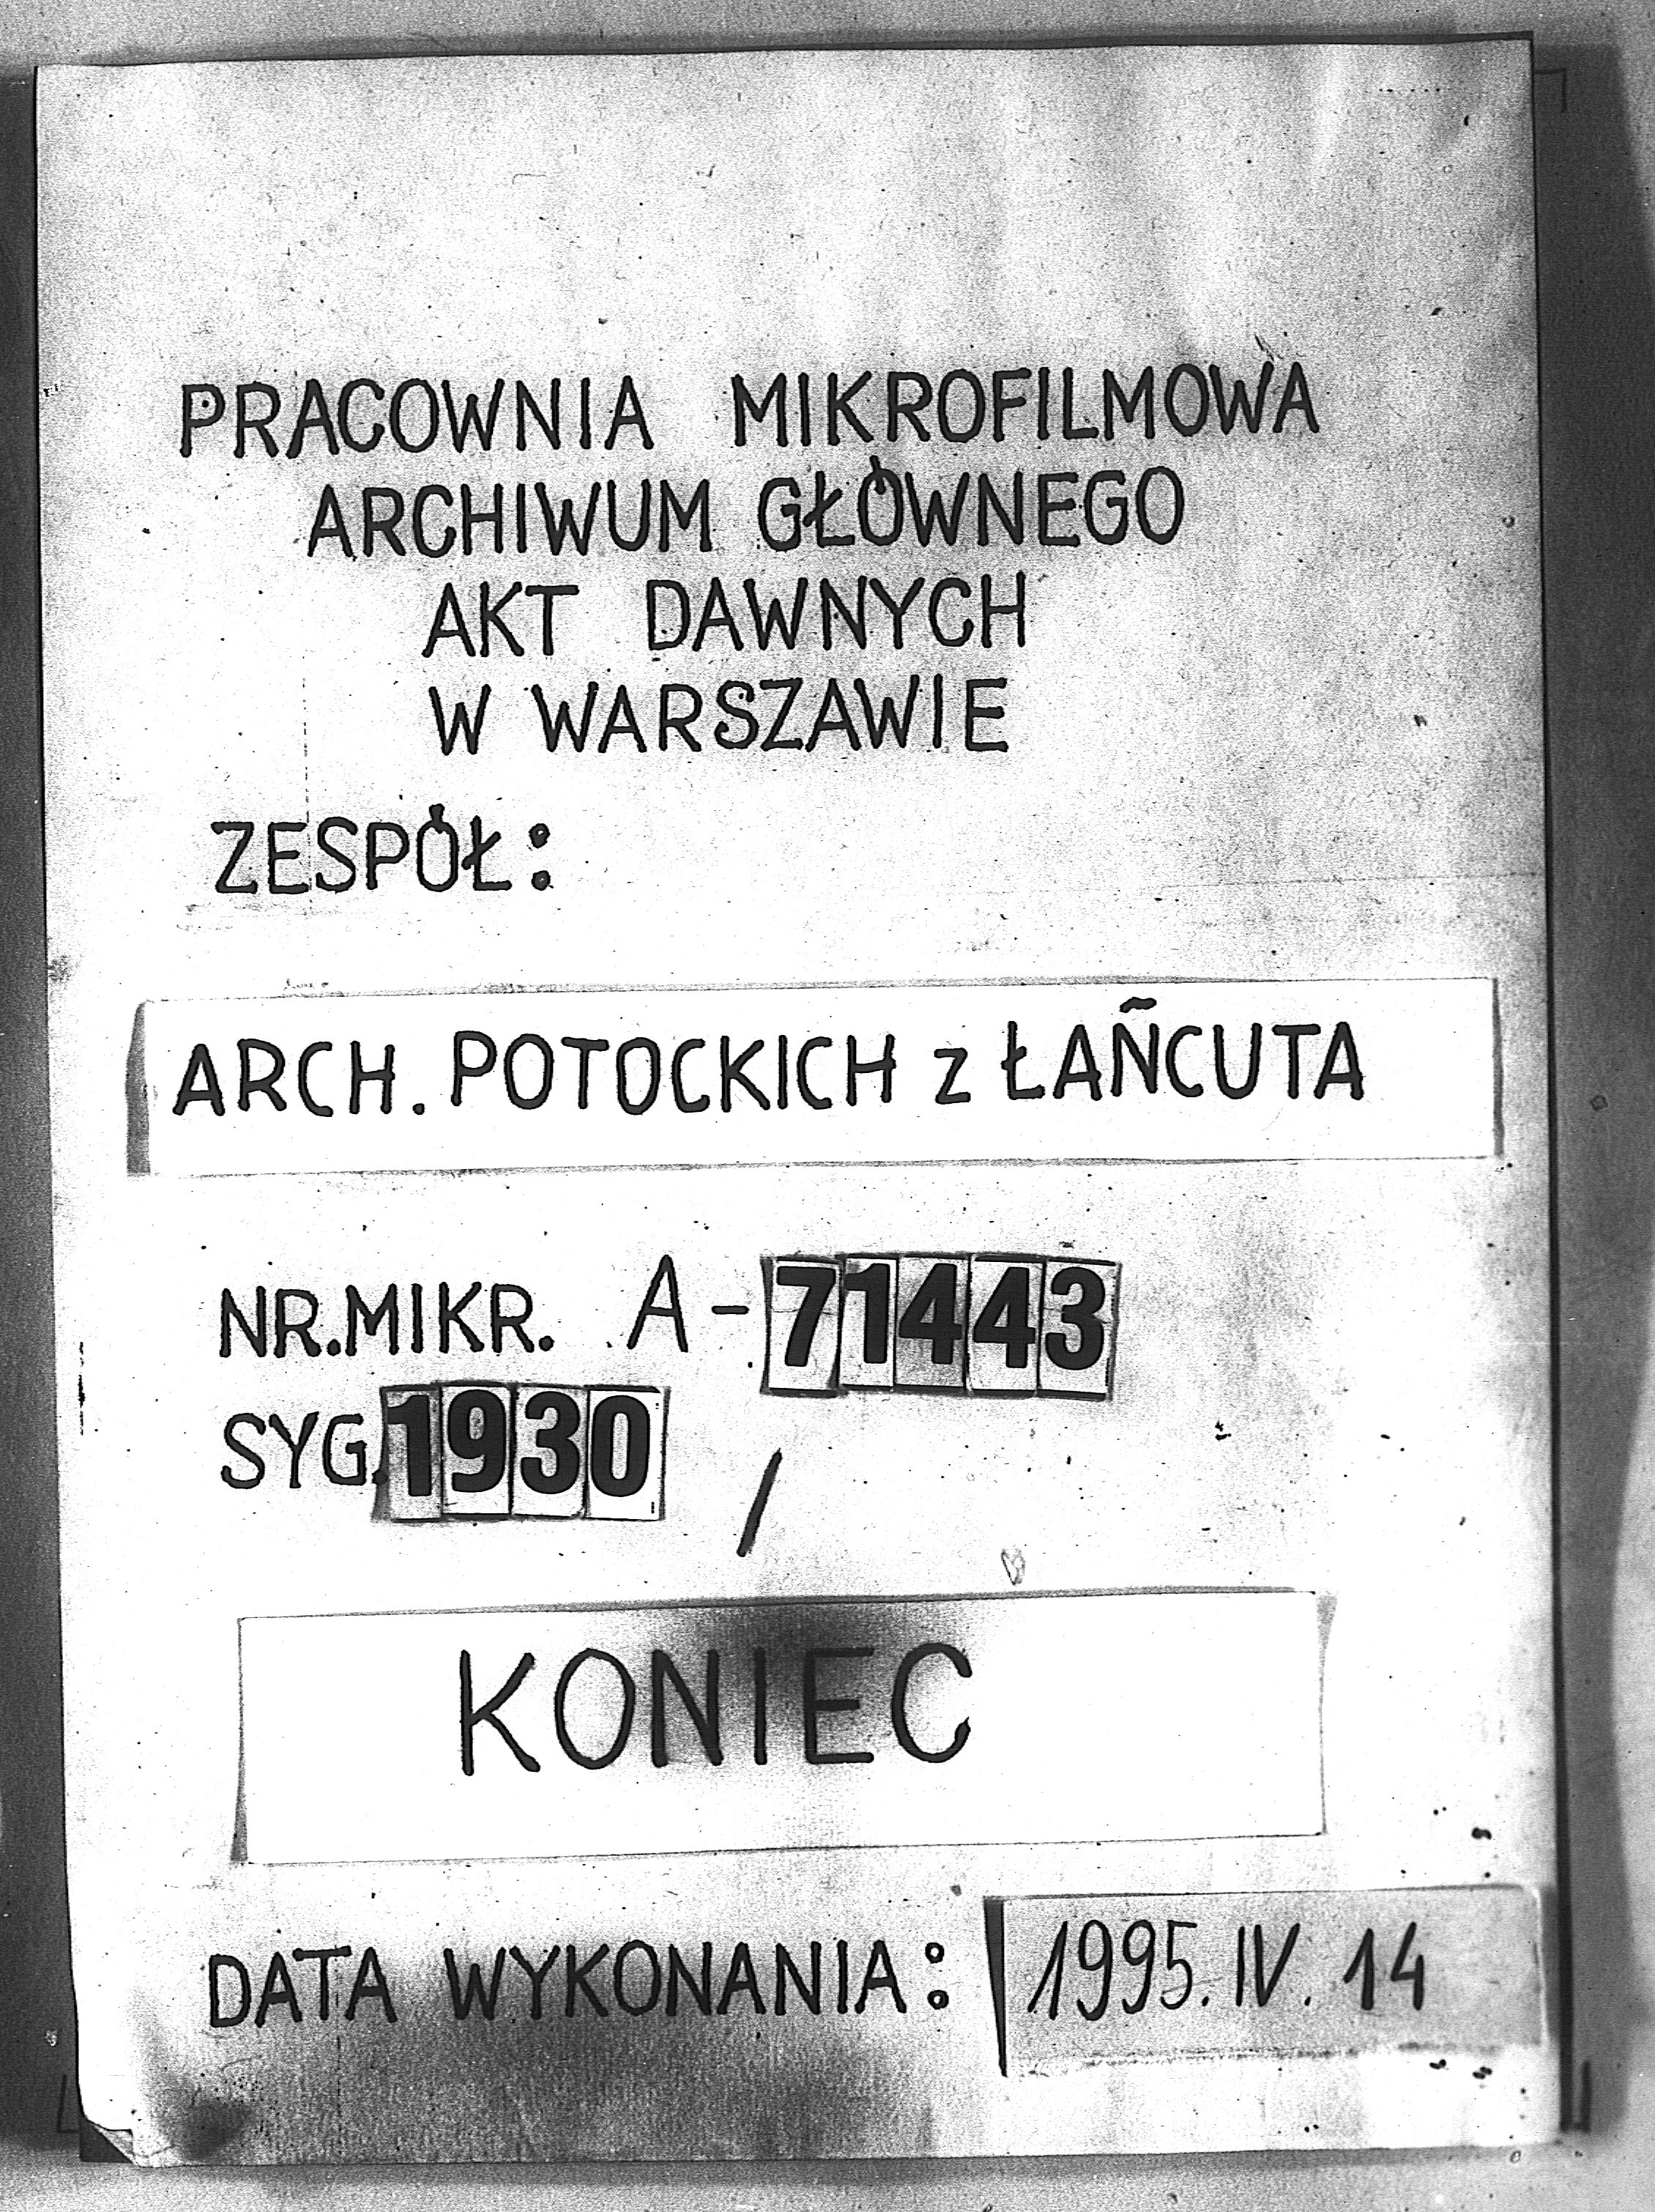 PRACOWNIA MIKROFILMOWA
ARCHIWUM GŁÓWNEGO
AKT DAWNYCH
W WARSZAWIE
ZESPÓŁ:
ARCH. POTOCKICH z ŁAŃCUTA
NR.MIKR. A-71443
SYG.1930 /
KONIEC
DATA WYKONANIA: 1995.IV.14